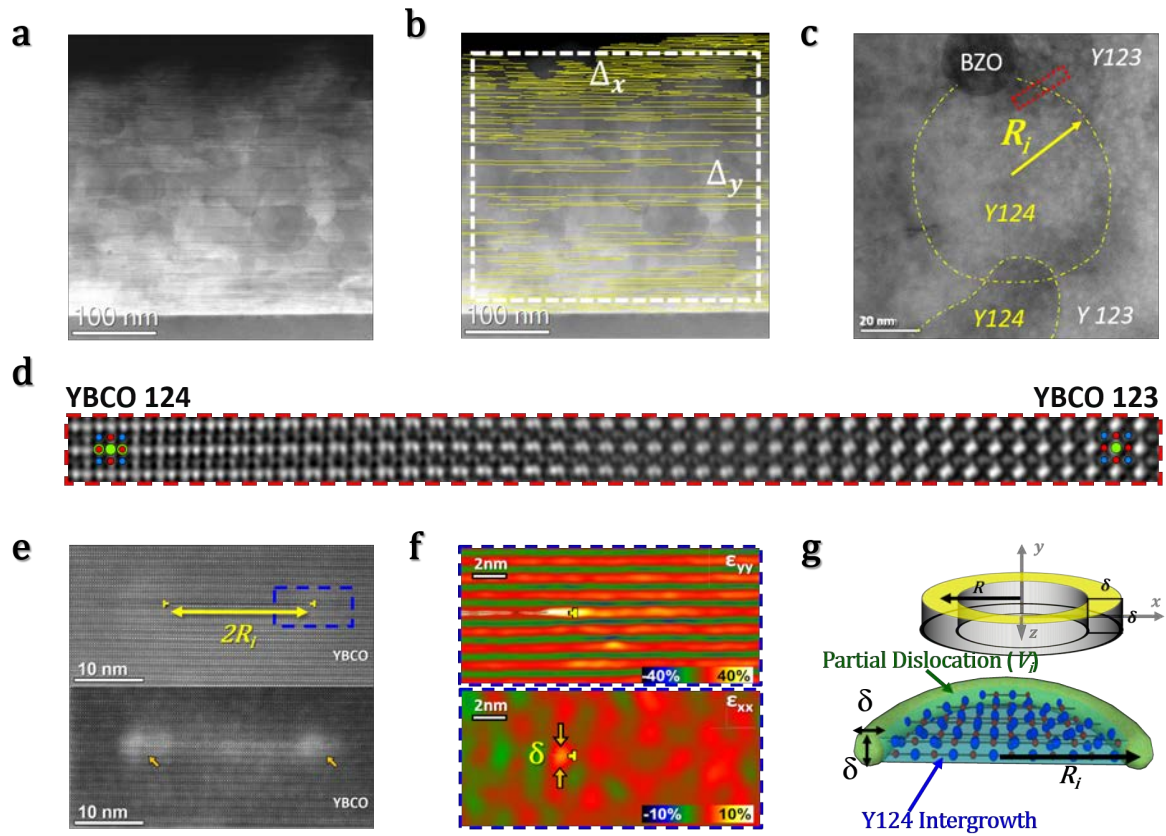 a
b
c
100 nm
Δx
Δy
100 nm
BZO
Y123
Ri
Y124
Y124
Y 123
20 nm
d
YBCO 124
YBCO 123
e
2Ri
YBCO
10 nm
YBCO
10 nm
f
2nm
εyy
-40%
40%
2nm
εxx
δ
-10%
10%
g
y
R
δ
x
δ
z
Partial Dislocation (Vi)
δ
δ
Ri
Y124 Intergrowth